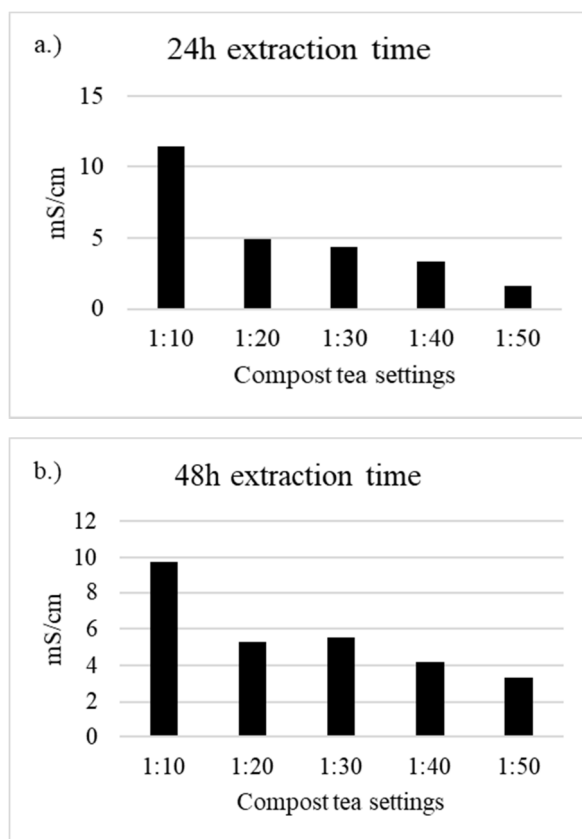 a.)
24h extraction time
15
10
5
0
mS/cm
1:10 1:20 1:30 1:40 1:50
Compost tea settings
b.)
48h extraction time
12
10
8
6
4
2
0
mS/cm
1:10 1:20 1:30 1:40 1:50
Compost tea settings